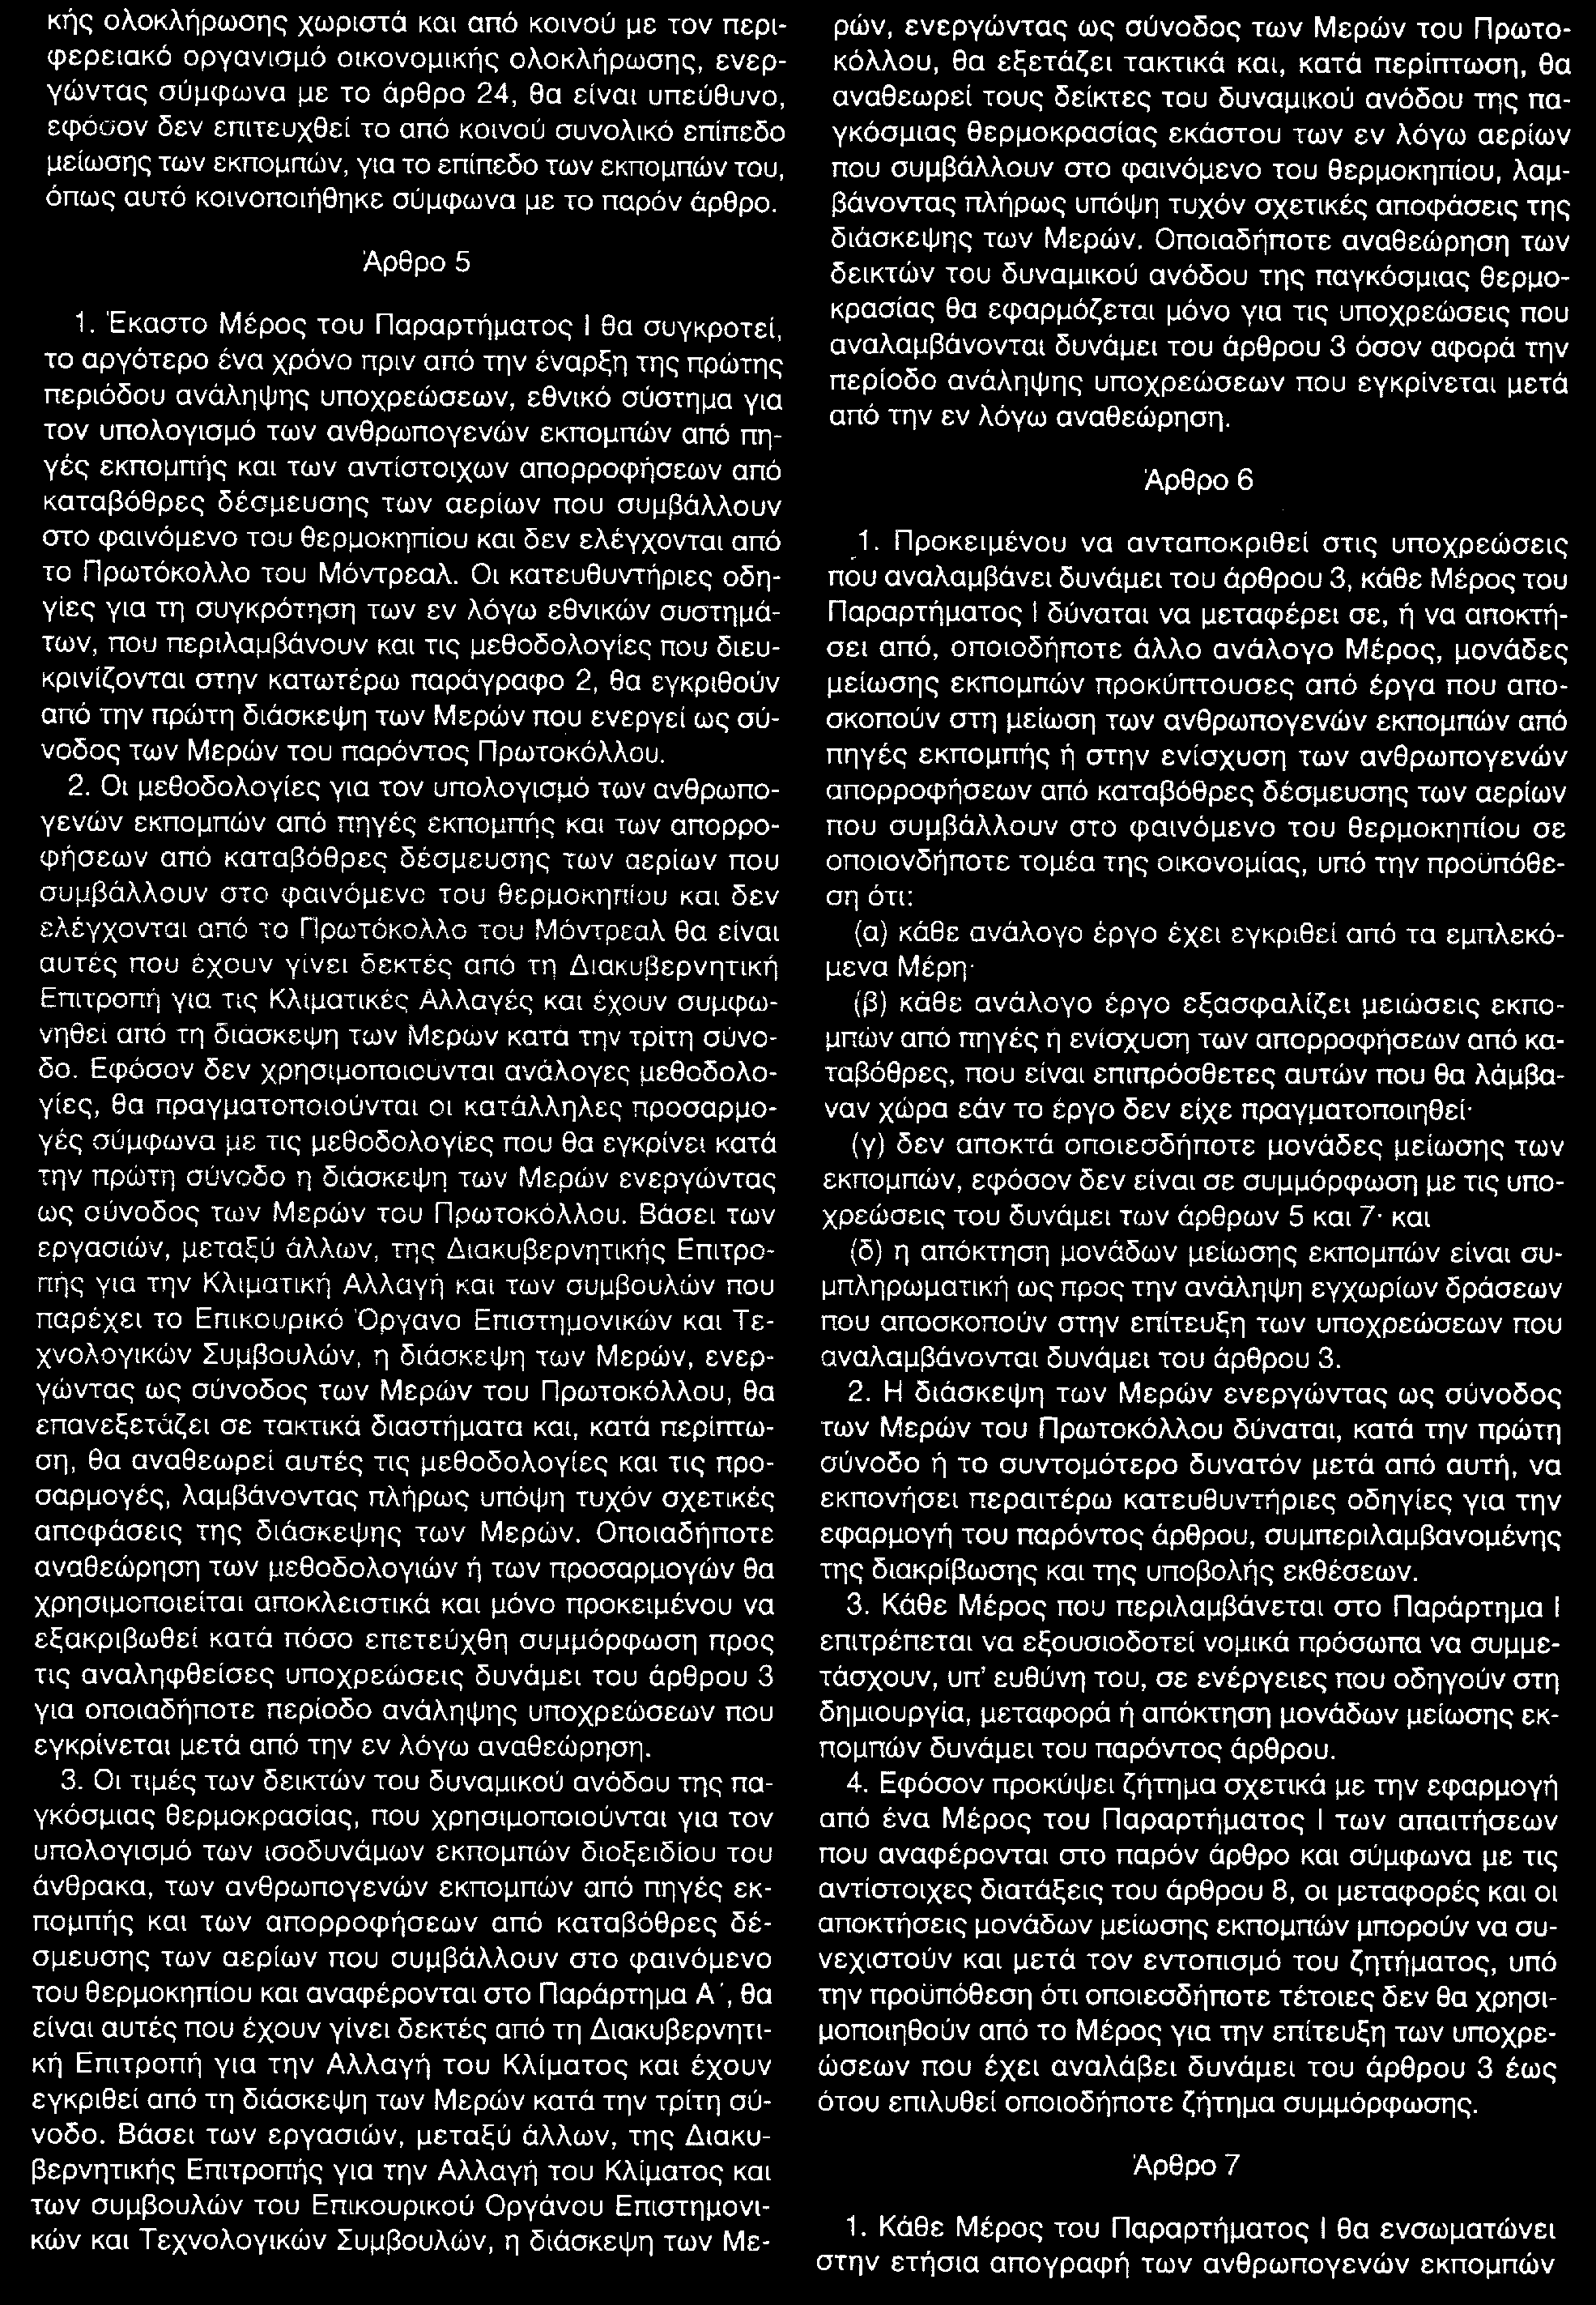 κής ολοκλήρωσης χωριστά και από κοινού με τον περι-
φερειακό οργανισμό οικονομικής ολοκλήρωσης, ενερ-
γώντας σύμφωνα με το άρθρο 24, θα είναι υπεύθυνο,
εφόσον δεν επιτευχθεί το από κοινού συνολικό επίπεδο
μείωσης των εκπομπών, για το επίπεδο των εκπομπών του,
όπως αυτό κοινοποιήθηκε σύμφωνα με το παρόν άρθρο.
Άρθρο 5
1. Έκαστο Μέρος του Παραρτήματος Ι θα συγκροτεί,
το αργότερο ένα χρόνο πριν από την έναρξη της πρώτης
περιόδου ανάληψης υποχρεώσεων, εθνικό σύστημα για
τον υπολογισμό των ανθρωπογενών εκπομπών από πη-
γές εκπομπής και των αντίστοιχων απορροφήσεων από
καταβόθρες δέσμευσης των αερίων που συμβάλλουν
στο φαινόμενο του θερμοκηπίου και δεν ελέγχονται από
το Πρωτόκολλο του Μόντρεαλ. Οι κατευθυντήριες οδη-
γίες για τη συγκρότηση των εν λόγω εθνικών συστημά-
των, που περιλαμβάνουν και τις μεθοδολογίες που διευ-
κρινίζονται στην κατωτέρω παράγραφο 2, θα εγκριθούν
από την πρώτη διάσκεψη των Μερών που ενεργεί ως σύ-
νοδος των Μερών του παρόντος Πρωτοκόλλου.
2. Οι μεθοδολογίες για τον υπολογισμό των ανθρωπο-
γενών εκπομπών από πηγές εκπομπής και των απορρο-
φήσεων από καταβόθρες δέσμευσης των αερίων που
συμβάλλουν στο φαινόμενο του θερμοκηπίου και δεν
ελέγχονται από το Πρωτόκολλο του Μόντρεαλ θα είναι
αυτές που έχουν γίνει δεκτές από τη Διακυβερνητική
Επιτροπή για τις Κλιματικές Αλλαγές και έχουν συμφω-
νηθεί από τη διάσκεψη των Μερών κατά την τρίτη σύνο-
δο. Εφόσον δεν χρησιμοποιούνται ανάλογες μεθοδολο-
γίες, θα πραγματοποιούνται οι κατάλληλες προσαρμο-
γές σύμφωνα με τις μεθοδολογίες που θα εγκρίνει κατά
την πρώτη σύνοδο η διάσκεψη των Μερών ενεργώντας
ως σύνοδος των Μερών του Πρωτοκόλλου. Βάσει των
εργασιών, μεταξύ άλλων, της Διακυβερνητικής Επιτρο-
πής για την Κλιματική Αλλαγή και των συμβουλών που
παρέχει το Επικουρικό Όργανο Επιστημονικών και Τε-
χνολογικών Συμβουλών, η διάσκεψη των Μερών, ενερ-
γώντας ως σύνοδος των Μερών του Πρωτοκόλλου, θα
επανεξετάζει σε τακτικά διαστήματα και, κατά περίπτω-
ση, θα αναθεωρεί αυτές τις μεθοδολογίες και τις προ-
σαρμογές, λαμβάνοντας πλήρως υπόψη τυχόν σχετικές
αποφάσεις της διάσκεψης των Μερών. Οποιαδήποτε
αναθεώρηση των μεθοδολογιών ή των προσαρμογών θα
χρησιμοποιείται αποκλειστικά και μόνο προκειμένου να
εξακριβωθεί κατά πόσο επετεύχθη συμμόρφωση προς
τις αναληφθείσες υποχρεώσεις δυνάμει του άρθρου 3
για οποιαδήποτε περίοδο ανάληψης υποχρεώσεων που
εγκρίνεται μετά από την εν λόγω αναθεώρηση.
3. Οι τιμές των δεικτών του δυναμικού ανόδου της πα-
γκόσμιας θερμοκρασίας, που χρησιμοποιούνται για τον
υπολογισμό των ισοδυνάμων εκπομπών διοξειδίου του
άνθρακα, των ανθρωπογενών εκπομπών από πηγές εκ-
πομπής και των απορροφήσεων από καταβόθρες δέ-
σμευσης των αερίων που συμβάλλουν στο φαινόμενο
του θερμοκηπίου και αναφέρονται στο Παράρτημα Α΄, θα
είναι αυτές που έχουν γίνει δεκτές από τη Διακυβερνητι-
κή Επιτροπή για την Αλλαγή του Κλίματος και έχουν
εγκριθεί από τη διάσκεψη των Μερών κατά την τρίτη σύ-
νοδο. Βάσει των εργασιών, μεταξύ άλλων, της Διακυ-
βερνητικής Επιτροπής για την Αλλαγή του Κλίματος και
των συμβουλών του Επικουρικού Οργάνου Επιστημονι-
κών και Τεχνολογικών Συμβουλών, η διάσκεψη των Με-
ρών, ενεργώντας ως σύνοδος των Μερών του Πρωτο-
κόλλου, θα εξετάζει τακτικά και, κατά περίπτωση, θα
αναθεωρεί τους δείκτες του δυναμικού ανόδου της πα-
γκόσμιας θερμοκρασίας εκάστου των εν λόγω αερίων
που συμβάλλουν στο φαινόμενο του θερμοκηπίου, λαμ-
βάνοντας πλήρως υπόψη τυχόν σχετικές αποφάσεις της
διάσκεψης των Μερών. Οποιαδήποτε αναθεώρηση των
δεικτών του δυναμικού ανόδου της παγκόσμιας θερμο-
κρασίας θα εφαρμόζεται μόνο για τις υποχρεώσεις που
αναλαμβάνονται δυνάμει του άρθρου 3 όσον αφορά την
περίοδο ανάληψης υποχρεώσεων που εγκρίνεται μετά
από την εν λόγω αναθεώρηση.
Άρθρο 6
1. Προκειμένου να ανταποκριθεί στις υποχρεώσεις
που αναλαμβάνει δυνάμει του άρθρου 3, κάθε Μέρος του
Παραρτήματος Ι δύναται να μεταφέρει σε, ή να αποκτή-
σει από, οποιοδήποτε άλλο ανάλογο Μέρος, μονάδες
μείωσης εκπομπών προκύπτουσες από έργα που απο-
σκοπούν στη μείωση των ανθρωπογενών εκπομπών από
πηγές εκπομπής ή στην ενίσχυση των ανθρωπογενών
απορροφήσεων από καταβόθρες δέσμευσης των αερίων
που συμβάλλουν στο φαινόμενο του θερμοκηπίου σε
οποιονδήποτε τομέα της οικονομίας, υπό την προϋπόθε-
ση ότι:
(α) κάθε ανάλογο έργο έχει εγκριθεί από τα εμπλεκό-
μενα Μέρη·
(β) κάθε ανάλογο έργο εξασφαλίζει μειώσεις εκπο-
μπών από πηγές ή ενίσχυση των απορροφήσεων από κα-
ταβόθρες, που είναι επιπρόσθετες αυτών που θα λάμβα-
ναν χώρα εάν το έργο δεν είχε πραγματοποιηθεί·
(γ) δεν αποκτά οποιεσδήποτε μονάδες μείωσης των
εκπομπών, εφόσον δεν είναι σε συμμόρφωση με τις υπο-
χρεώσεις του δυνάμει των άρθρων 5 και 7· και
(δ) η απόκτηση μονάδων μείωσης εκπομπών είναι συ-
μπληρωματική ως προς την ανάληψη εγχωρίων δράσεων
που αποσκοπούν στην επίτευξη των υποχρεώσεων που
αναλαμβάνονται δυνάμει του άρθρου 3.
2. Η διάσκεψη των Μερών ενεργώντας ως σύνοδος
των Μερών του Πρωτοκόλλου δύναται, κατά την πρώτη
σύνοδο ή το συντομότερο δυνατόν μετά από αυτή, να
εκπονήσει περαιτέρω κατευθυντήριες οδηγίες για την
εφαρμογή του παρόντος άρθρου, συμπεριλαμβανομένης
της διακρίβωσης και της υποβολής εκθέσεων.
3. Κάθε Μέρος που περιλαμβάνεται στο Παράρτημα Ι
επιτρέπεται να εξουσιοδοτεί νομικά πρόσωπα να συμμε-
τάσχουν, υπ' ευθύνη του, σε ενέργειες που οδηγούν στη
δημιουργία, μεταφορά ή απόκτηση μονάδων μείωσης εκ-
πομπών δυνάμει του παρόντος άρθρου.
4. Εφόσον προκύψει ζήτημα σχετικά με την εφαρμογή
από ένα Μέρος του Παραρτήματος Ι των απαιτήσεων
που αναφέρονται στο παρόν άρθρο και σύμφωνα με τις
αντίστοιχες διατάξεις του άρθρου 8, οι μεταφορές και οι
αποκτήσεις μονάδων μείωσης εκπομπών μπορούν να συ-
νεχιστούν και μετά τον εντοπισμό του ζητήματος, υπό
την προϋπόθεση ότι οποιεσδήποτε τέτοιες δεν θα χρησι-
μοποιηθούν από το Μέρος για την επίτευξη των υποχρε-
ώσεων που έχει αναλάβει δυνάμει του άρθρου 3 έως
ότου επιλυθεί οποιοδήποτε ζήτημα συμμόρφωσης.
Άρθρο 7
1. Κάθε Μέρος του Παραρτήματος Ι θα ενσωματώνει
στην ετήσια απογραφή των ανθρωπογενών εκπομπών